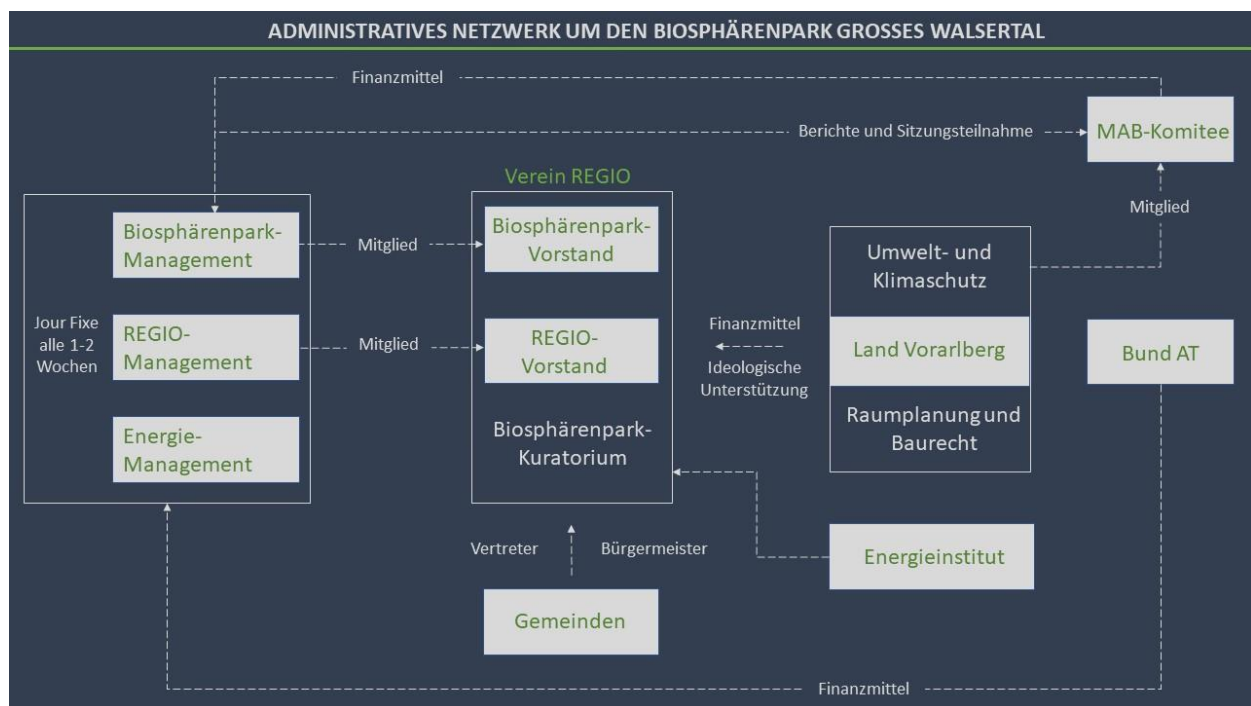 ADMINISTRATIVES NETZWERK UM DEN BIOSPHÄRENPARK GROSSES WALSERTAL
Finanzmittel
Berichte und Sitzungsteilnahme
MAB-Komitee
Mitglied
Verein REGIO
Biosphärenpark-
Management
Mitglied
Biosphärenpark-
Vorstand
Umwelt- und
Klimaschutz
Jour Fixe
alle 1-2
Wochen
REGIO-
Management
Mitglied
REGIO-
Vorstand
Finanzmittel
Ideologische
Unterstützung
Land Vorarlberg
Bund AT
Energie-
Management
Biosphärenpark-
Kuratorium
Raumplanung und
Baurecht
Vertreter
Bürgermeister
Energieinstitut
Gemeinden
Finanzmittel